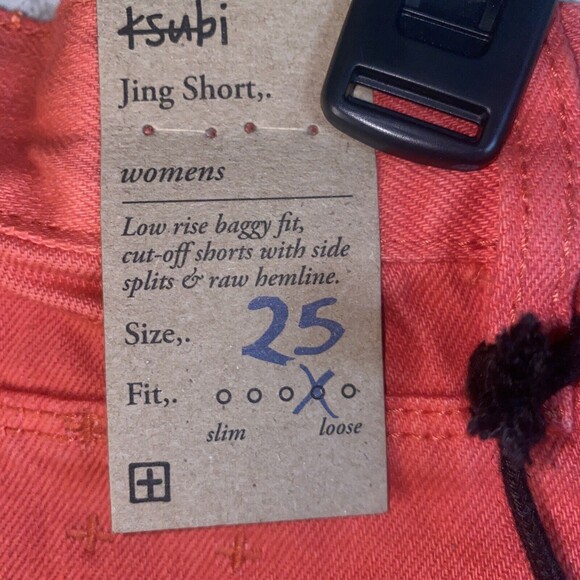 ksubi
Jing Short,.
womens
Low rise baggy fit,
cut-off shorts with side
splits & raw hemline.
Size,. 25
Fit,.
slim loose